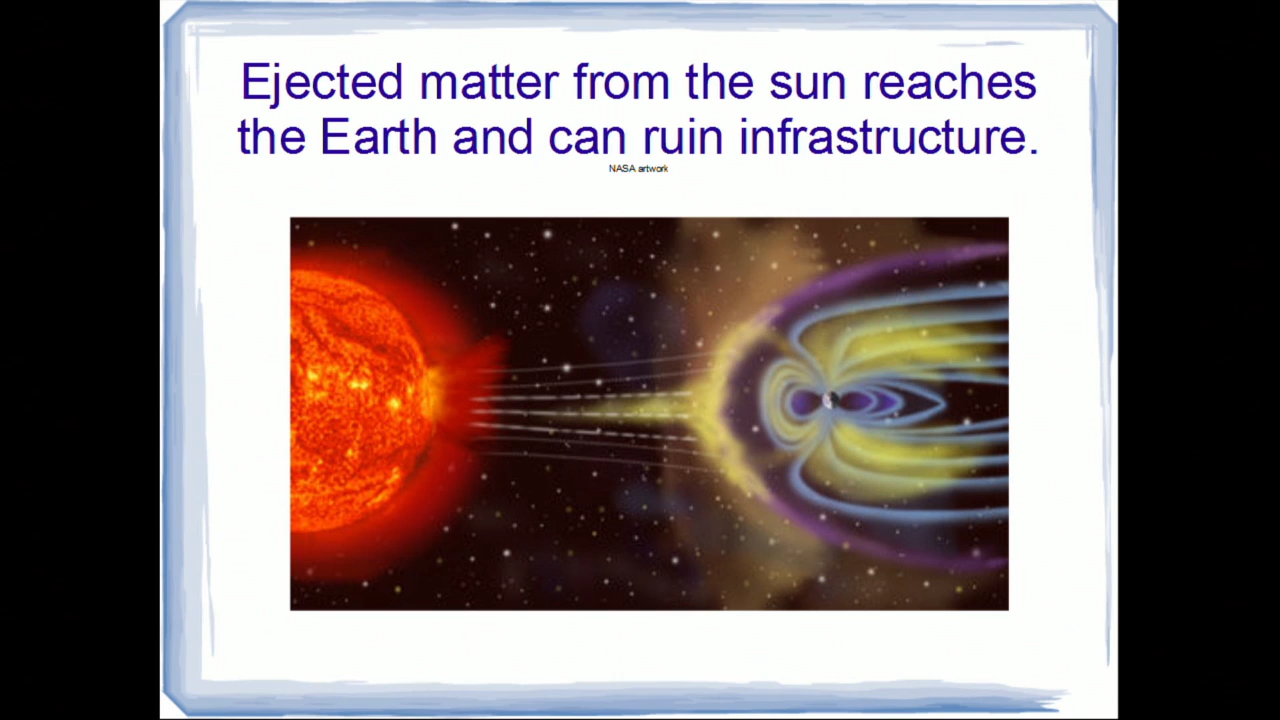 Ejected matter from the sun reaches
the Earth and can ruin infrastructure.
NASA artwork